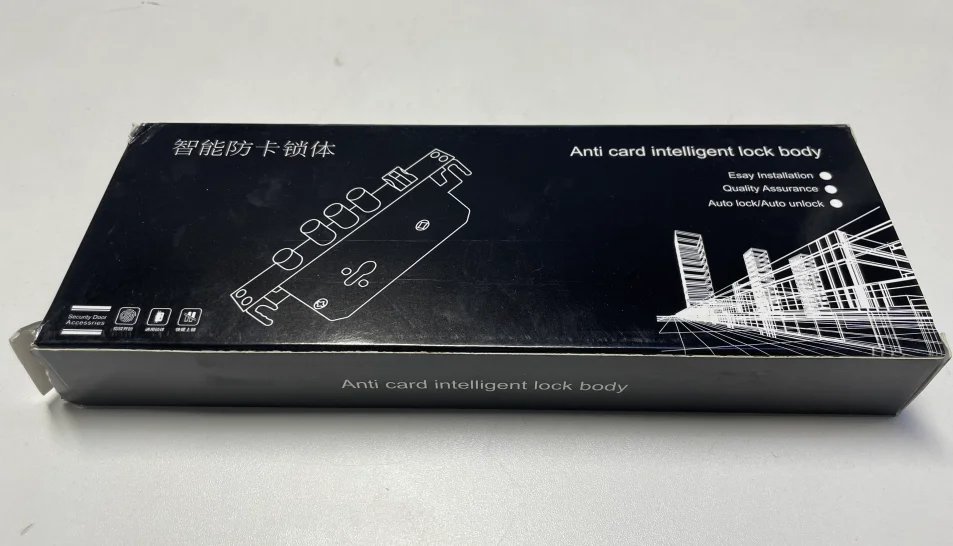 智能防卡锁体
Anti card intelligent lock body
Esay Installation
Quality Assurance
Auto lock/Auto unlock
Security Door
Accessries
Anti card intelligent lock body